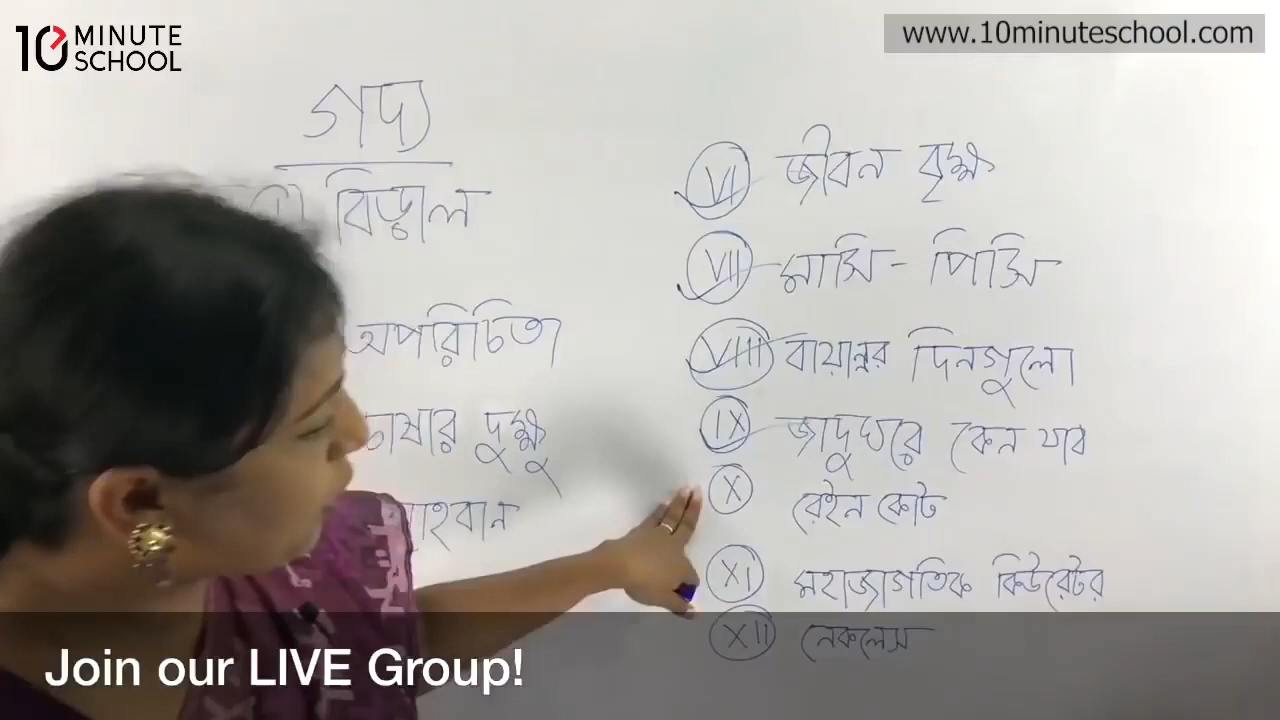 10 MINUTE SCHOOL
www.10minuteschool.com
গদ্য
বিড়াল
অপরিচিতা
চাষার দুক্ষু
আহবান
VI জীবন বৃক্ষ
VII মাসি - পিসি
VIII বায়ান্নর দিনগুলো
IX জাদুঘরে কেন যাব
X রেইন কোট
XI মহাজাগতিক কিউরেটর
XII নেকলেস
Join our LIVE Group!